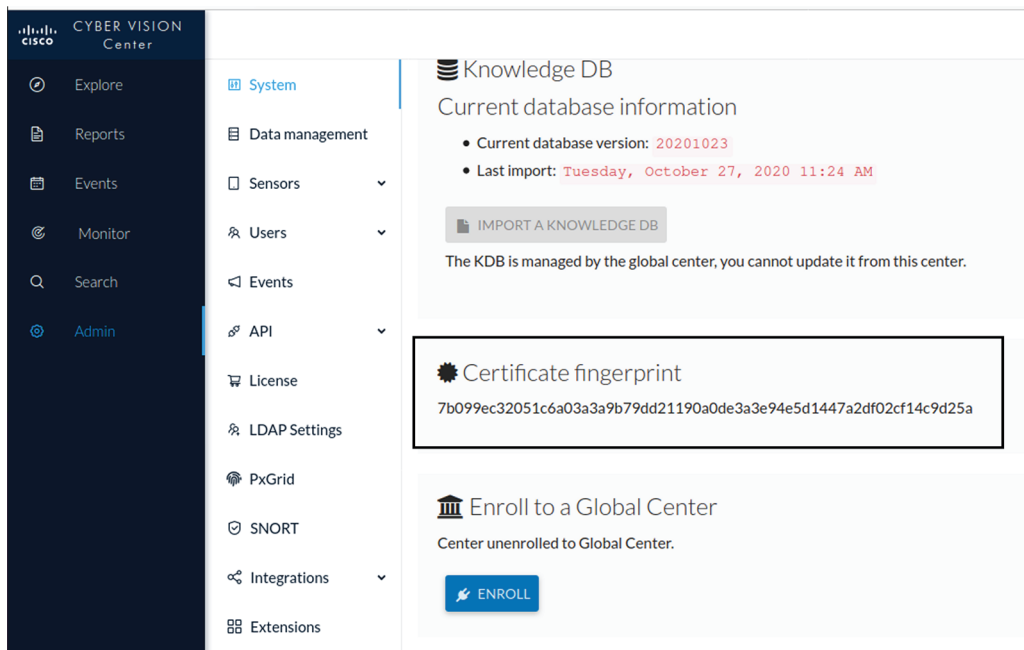 CISCO
CYBER VISION
Center
Explore
Reports
Events
Monitor
Search
Admin
System
Data management
Sensors
Users
Events
API
License
LDAP Settings
PxGrid
SNORT
Integrations
Extensions
Knowledge DB
Current database information
Current database version: 20201023
Last import: Tuesday, October 27, 2020 11:24 AM
IMPORT A KNOWLEDGE DB
The KDB is managed by the global center, you cannot update it from this center.
Certificate fingerprint
7b099ec32051c6a03a3a9b79dd21190a0de3a3e94e5d1447a2df02cf14c9d25a
Enroll to a Global Center
Center unenrolled to Global Center.
ENROLL